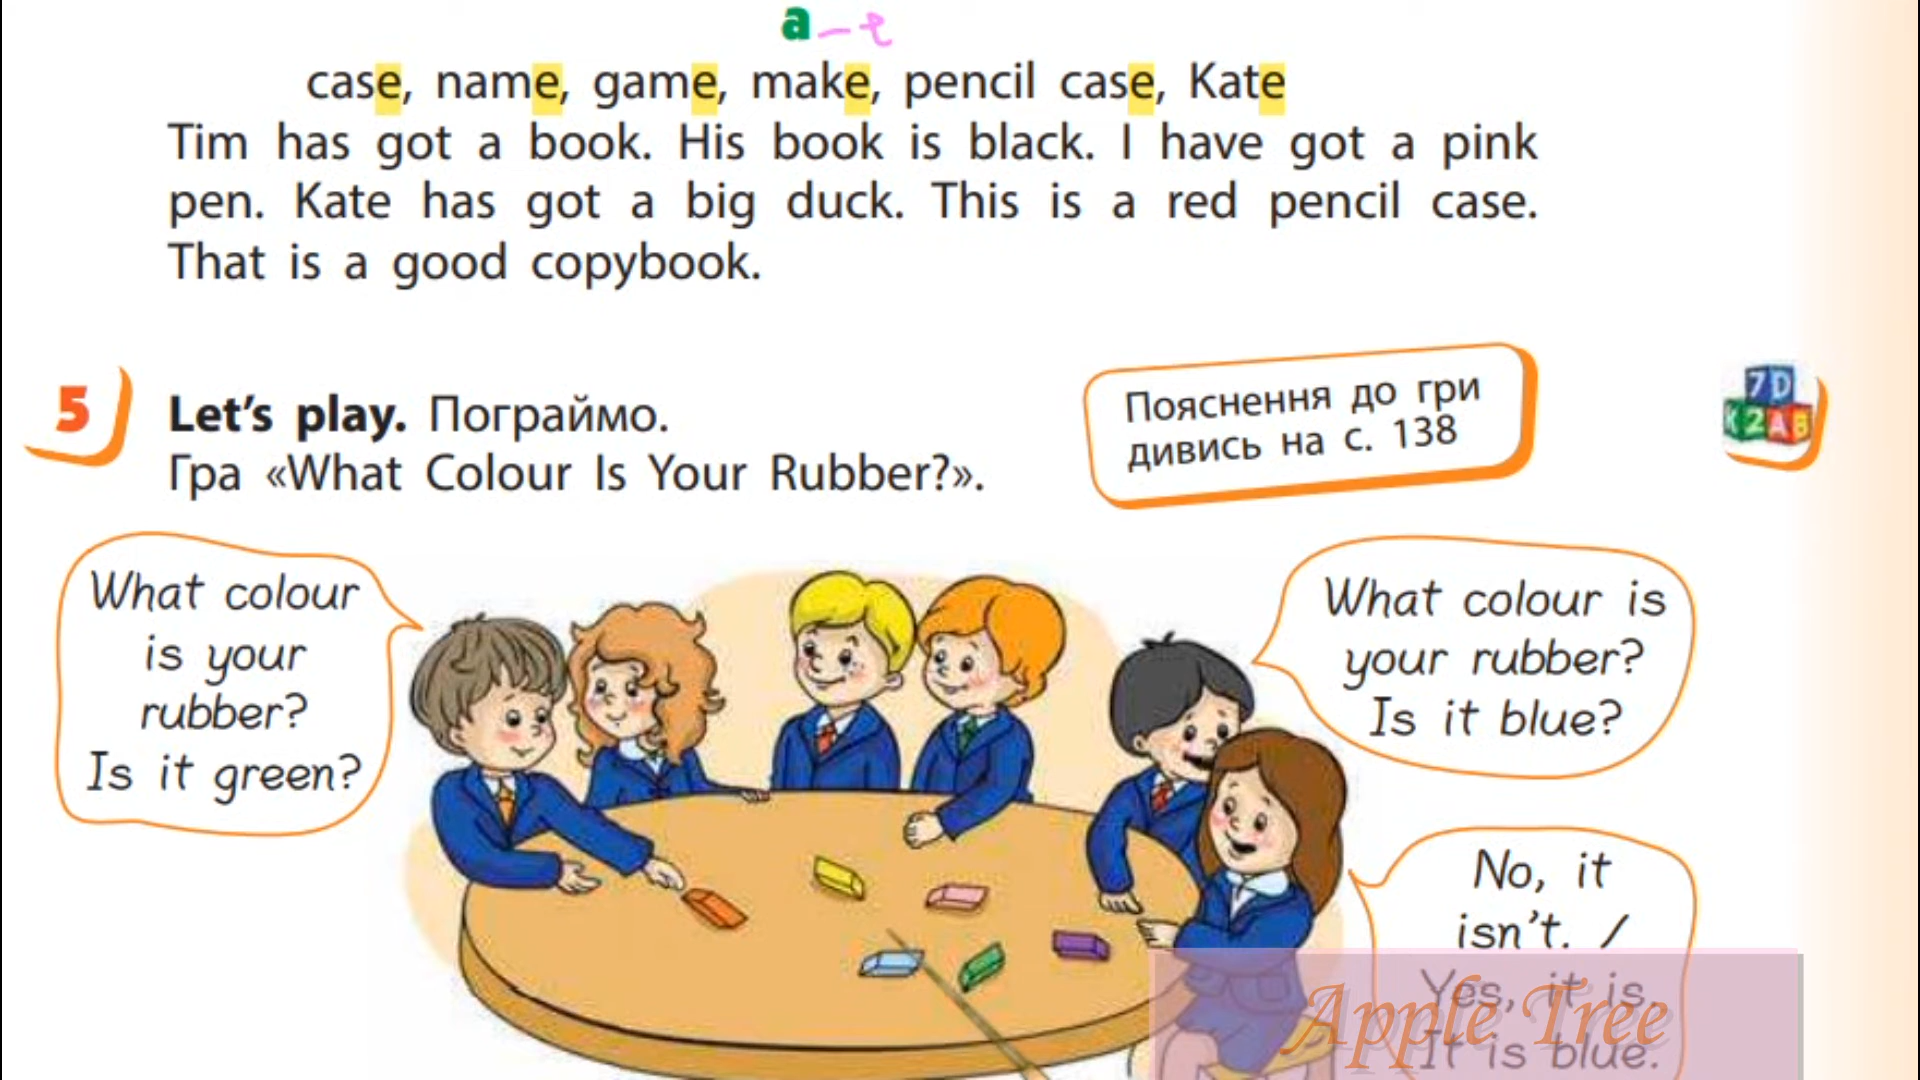 a – e
case, name, game, make, pencil case, Kate
Tim has got a book. His book is black. I have got a pink
pen. Kate has got a big duck. This is a red pencil case.
That is a good copybook.
5
Let's play. Пограймо.
Гра «What Colour Is Your Rubber?».
Пояснення до гри
дивись на с. 138
7D
K2AB
What colour
is your
rubber?
Is it green?
What colour is
your rubber?
Is it blue?
No, it
isn't. /
Yes, it is.
It is blue.
Apple Tree